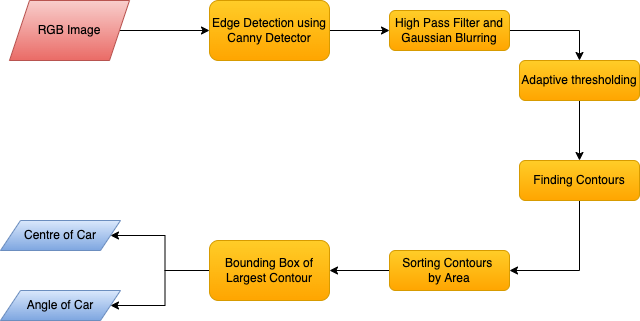 RGB Image
Edge Detection using
Canny Detector
High Pass Filter and
Gaussian Blurring
Adaptive thresholding
Finding Contours
Sorting Contours
by Area
Bounding Box of
Largest Contour
Centre of Car
Angle of Car